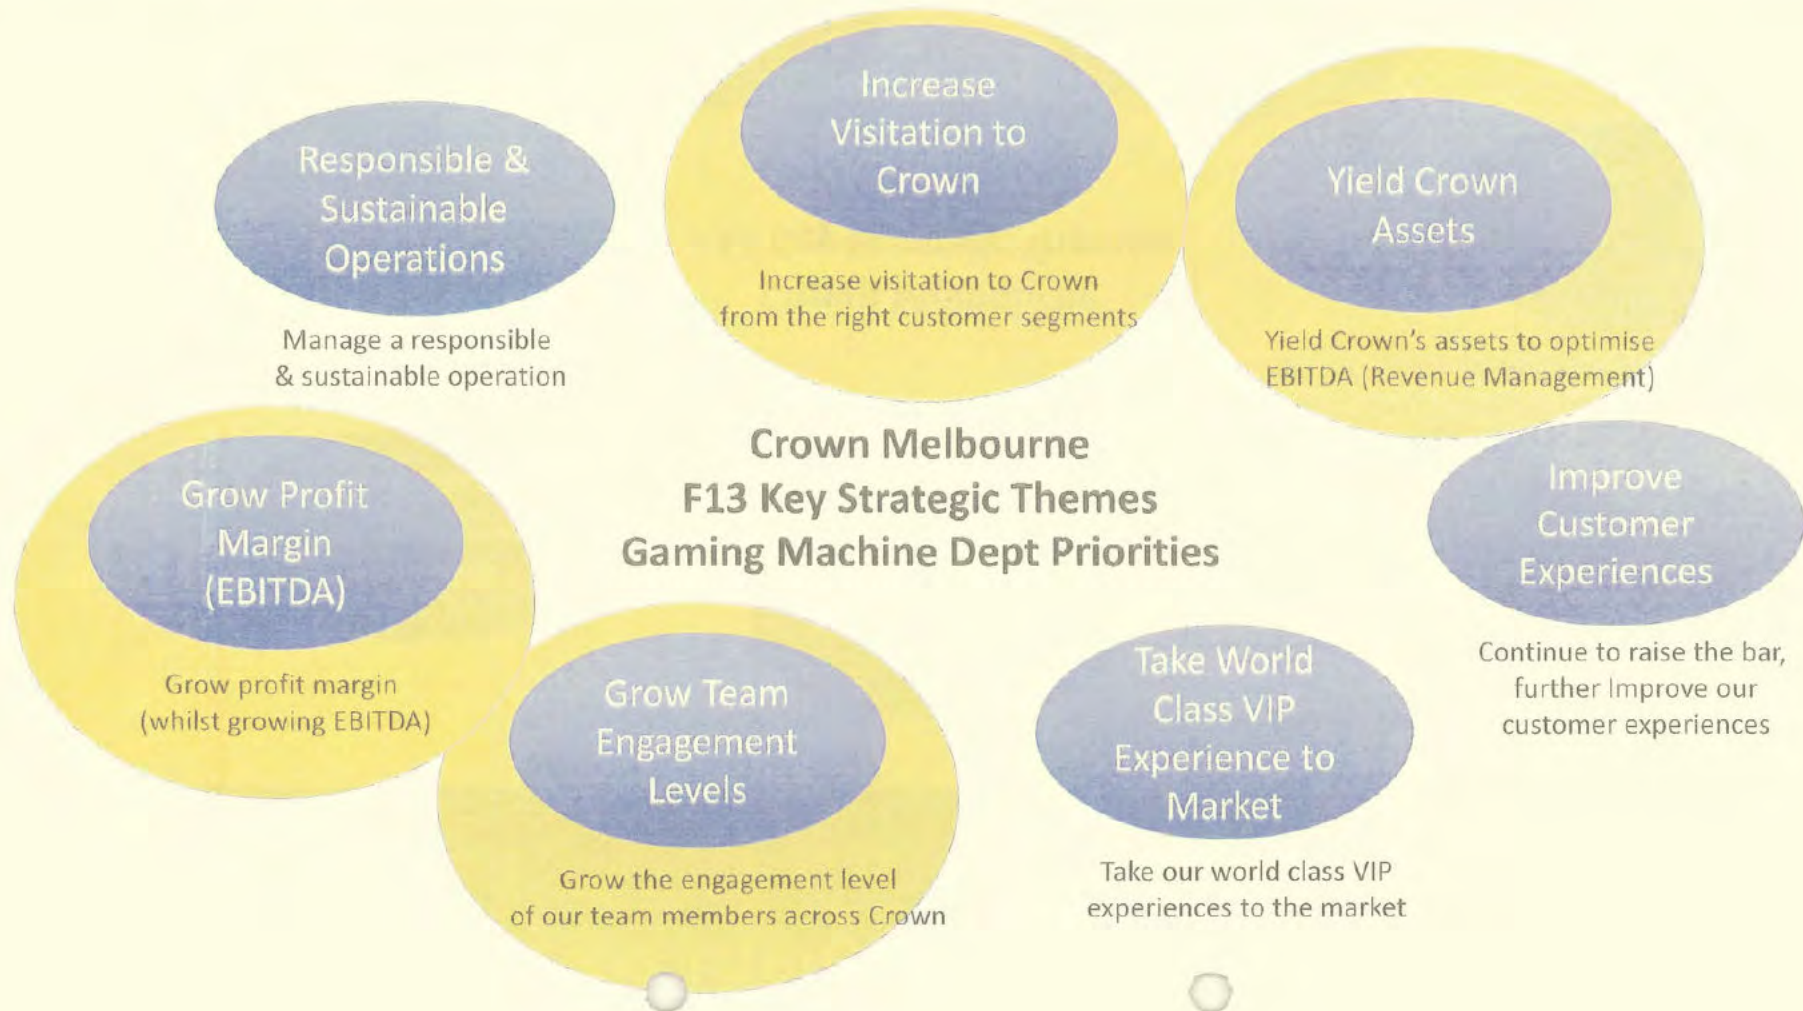 Increase
Visitation to
Crown
Increase visitation to Crown
from the right customer segments
Responsible &
Sustainable
Operations
Manage a responsible
& sustainable operation
Yield Crown
Assets
Yield Crown's assets to optimise
EBITDA (Revenue Management)
Crown Melbourne
F13 Key Strategic Themes
Gaming Machine Dept Priorities
Grow Profit
Margin
(EBITDA)
Grow profit margin
(whilst growing EBITDA)
Improve
Customer
Experiences
Continue to raise the bar,
further Improve our
customer experiences
Grow Team
Engagement
Levels
Grow the engagement level
of our team members across Crown
Take World
Class VIP
Experience to
Market
Take our world class VIP
experiences to the market